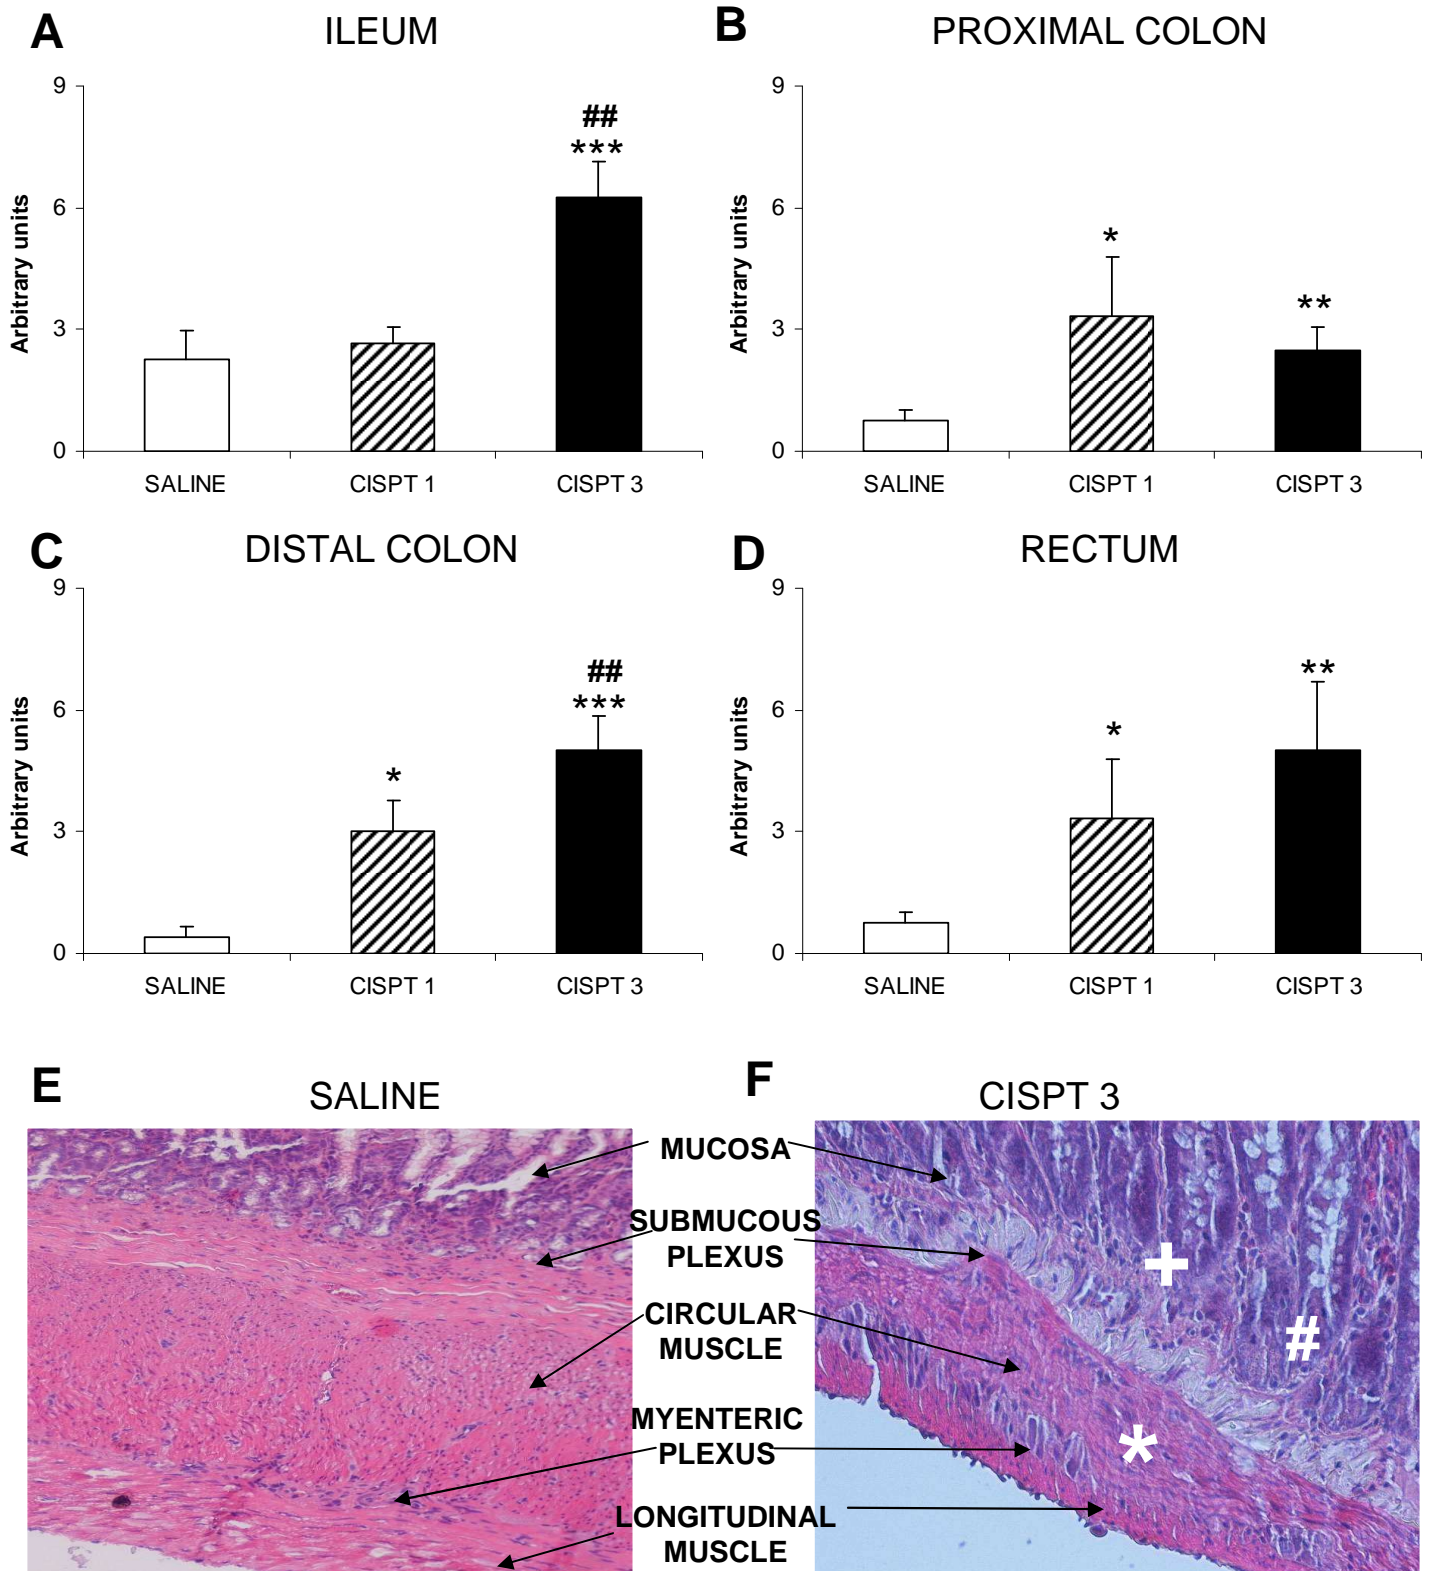 A
ILEUM
Arbitrary units
9
6
3
0
##
***
SALINE
CISPT 1
CISPT 3
B
PROXIMAL COLON
Arbitrary units
9
6
3
0
*
**
SALINE
CISPT 1
CISPT 3
C
DISTAL COLON
Arbitrary units
9
6
3
0
*
##
***
SALINE
CISPT 1
CISPT 3
D
RECTUM
Arbitrary units
9
6
3
0
*
**
SALINE
CISPT 1
CISPT 3
E
SALINE
F
CISPT 3
MUCOSA
SUBMUCOUS
PLEXUS
CIRCULAR
MUSCLE
MYENTERIC
PLEXUS
LONGITUDINAL
MUSCLE
+
#
*